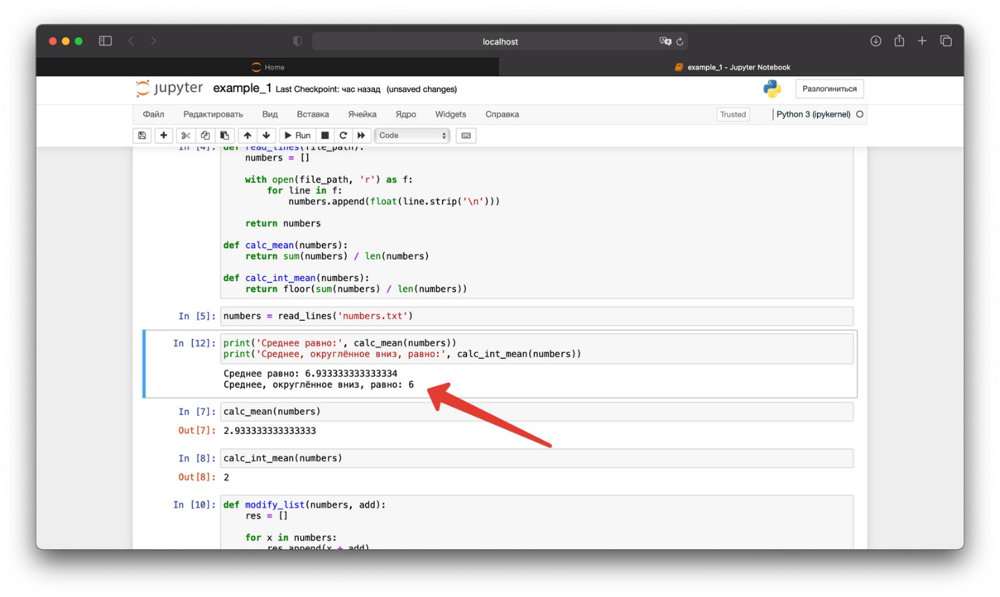 localhost
Home
example_1 - Jupyter Notebook
jupyter example_1 Last Checkpoint: час назад (unsaved changes)
Разлогиниться
Файл Редактировать Вид Вставка Ячейка Ядро Widgets Справка
Trusted Python 3 (ipykernel)
Run Code
In [4]: def read_lines(file_path):
numbers = []
with open(file_path, 'r') as f:
for line in f:
numbers.append(float(line.strip('\n')))
return numbers
def calc_mean(numbers):
return sum(numbers) / len(numbers)
def calc_int_mean(numbers):
return floor(sum(numbers) / len(numbers))
In [5]: numbers = read_lines('numbers.txt')
In [12]: print('Среднее равно:', calc_mean(numbers))
print('Среднее, округлённое вниз, равно:', calc_int_mean(numbers))
Среднее равно: 6.933333333333334
Среднее, округлённое вниз, равно: 6
In [7]: calc_mean(numbers)
Out[7]: 2.933333333333333
In [8]: calc_int_mean(numbers)
Out[8]: 2
In [10]: def modify_list(numbers, add):
res = []
for x in numbers:
res.append(x + add)